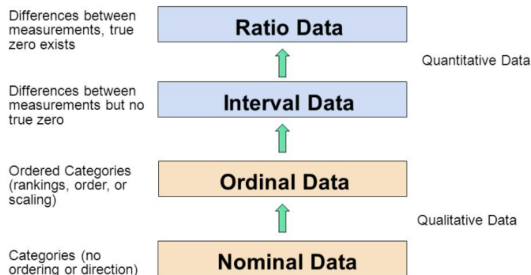 Differences between
measurements, true
zero exists
Ratio Data
Quantitative Data
Differences between
measurements but no
true zero
Interval Data
Ordered Categories
(rankings, order, or
scaling)
Ordinal Data
Qualitative Data
Categories (no
ordering or direction)
Nominal Data